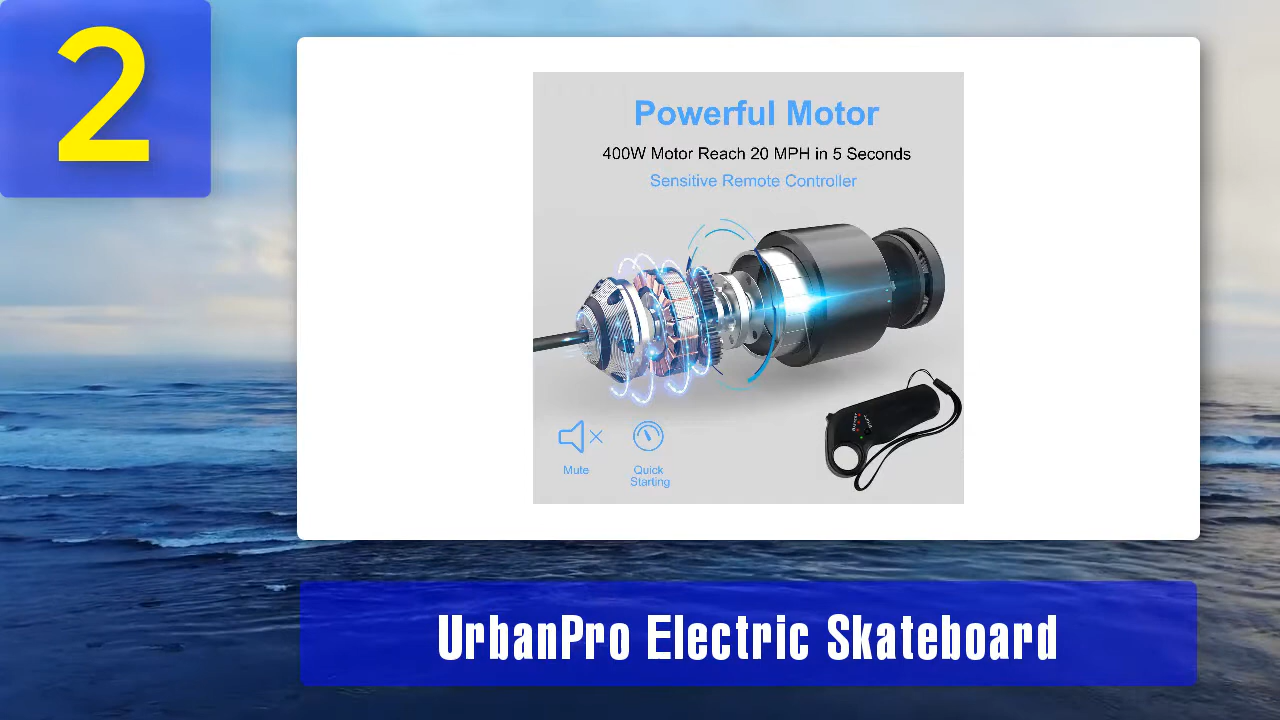 2
Powerful Motor
400W Motor Reach 20 MPH in 5 Seconds
Sensitive Remote Controller
Mute
Quick
Starting
UrbanPro Electric Skateboard